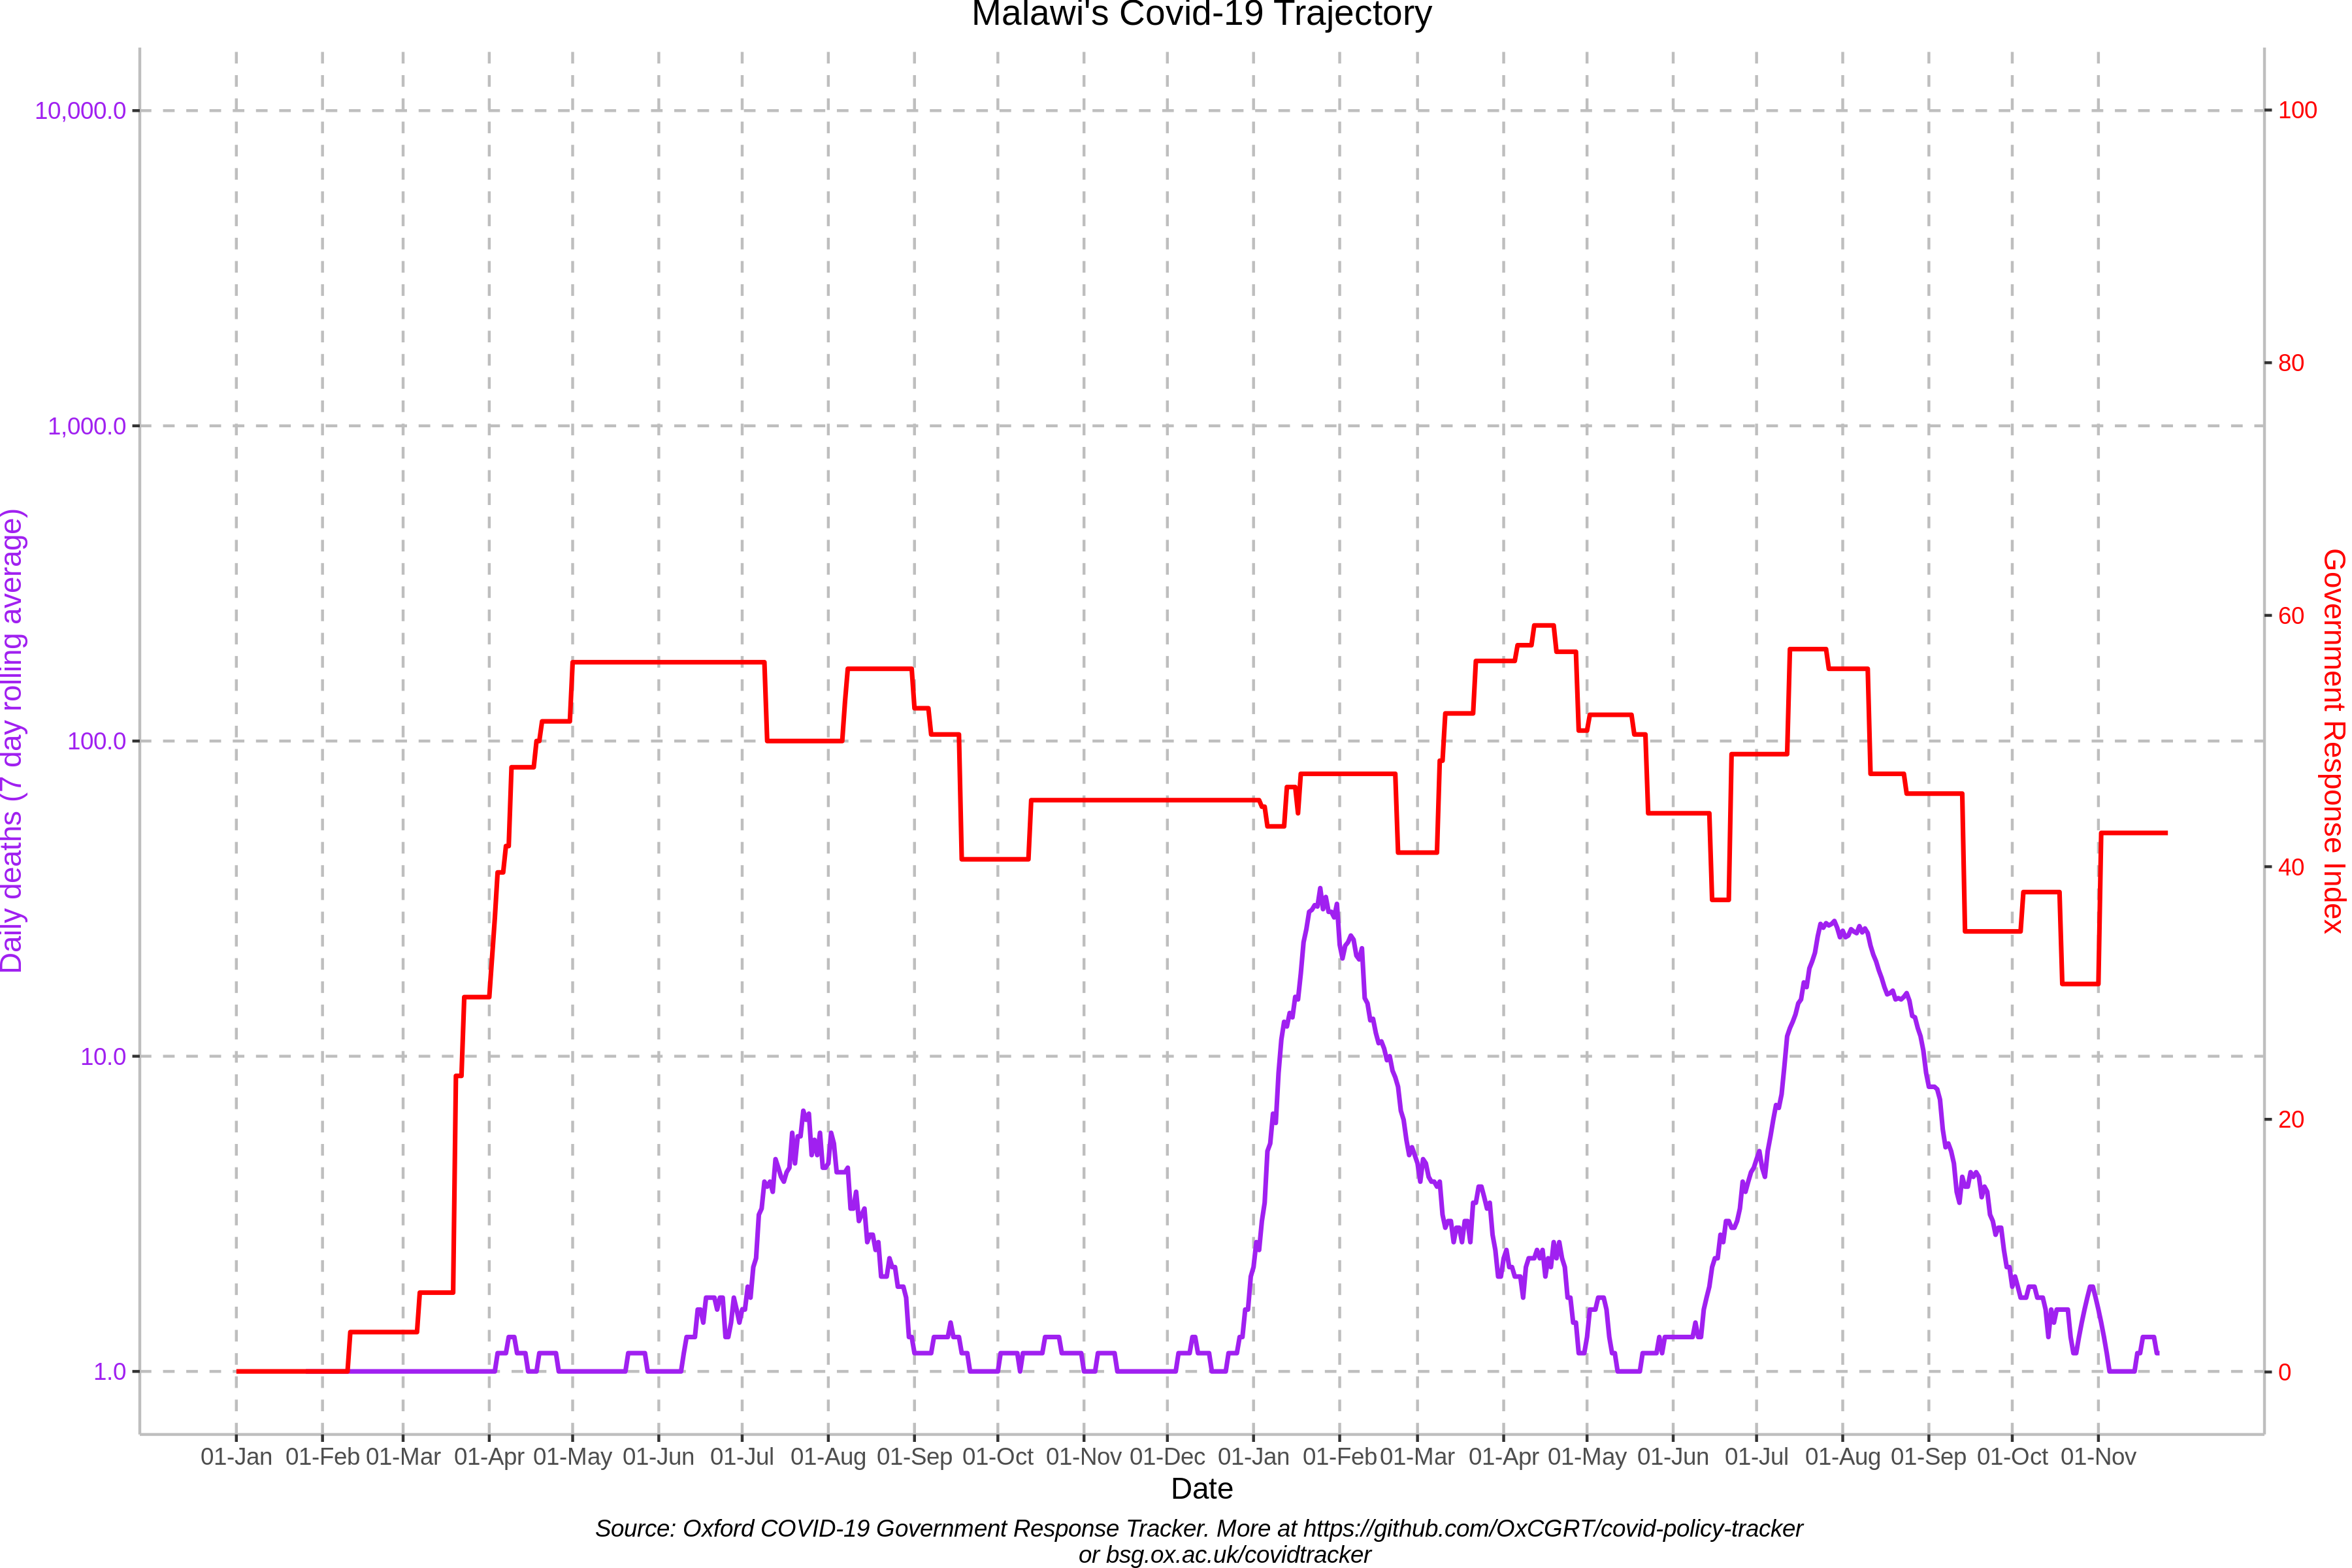 Malawi's Covid-19 Trajectory
10,000.0
1,000.0
100.0
10.0
1.0
Daily deaths (7 day rolling average)
100
80
60
40
20
0
Government Response Index
01-Jan 01-Feb 01-Mar 01-Apr 01-May 01-Jun 01-Jul 01-Aug 01-Sep 01-Oct 01-Nov 01-Dec 01-Jan 01-Feb 01-Mar 01-Apr 01-May 01-Jun 01-Jul 01-Aug 01-Sep 01-Oct 01-Nov
Date
Source: Oxford COVID-19 Government Response Tracker. More at https://github.com/OxCGRT/covid-policy-tracker
or bsg.ox.ac.uk/covidtracker